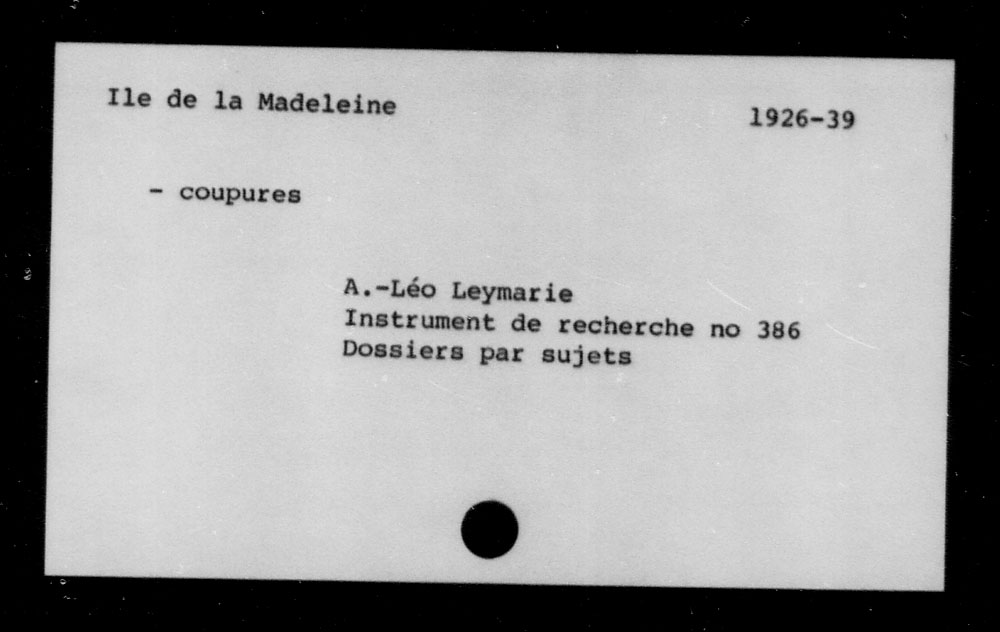 Ile de la Madeleine
1926-39
- coupures
A.-Léo Leymarie
Instrument de recherche no 386
Dossiers par sujets